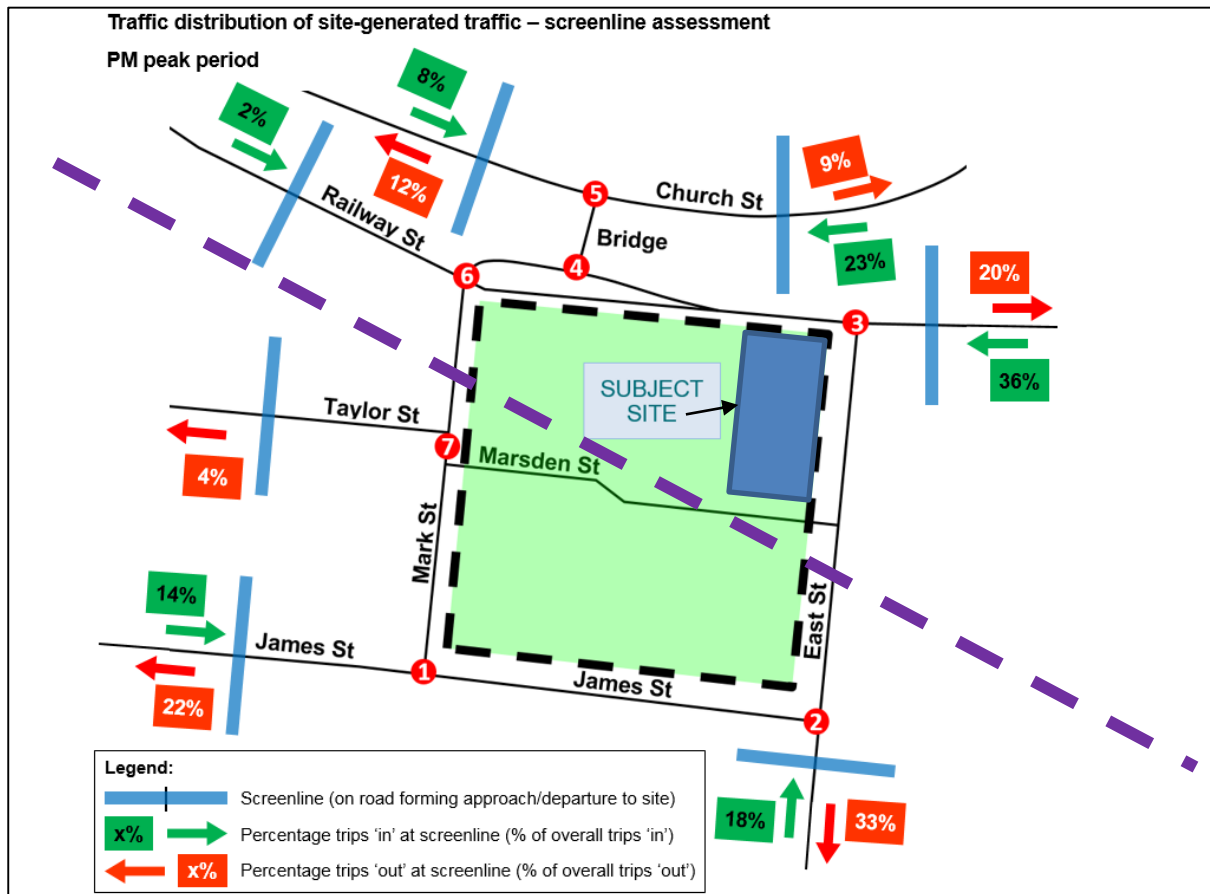 Traffic distribution of site-generated traffic – screenline assessment
PM peak period
8%
2%
12%
9%
Church St
5
Railway St
Bridge
23%
20%
4
6
3
36%
SUBJECT
SITE
Taylor St
7
Marsden St
4%
Mark St
14%
East St
James St
1
James St
22%
2
18%
33%
Legend:
Screenline (on road forming approach/departure to site)
x% Percentage trips ‘in’ at screenline (% of overall trips ‘in’)
x% Percentage trips ‘out’ at screenline (% of overall trips ‘out’)